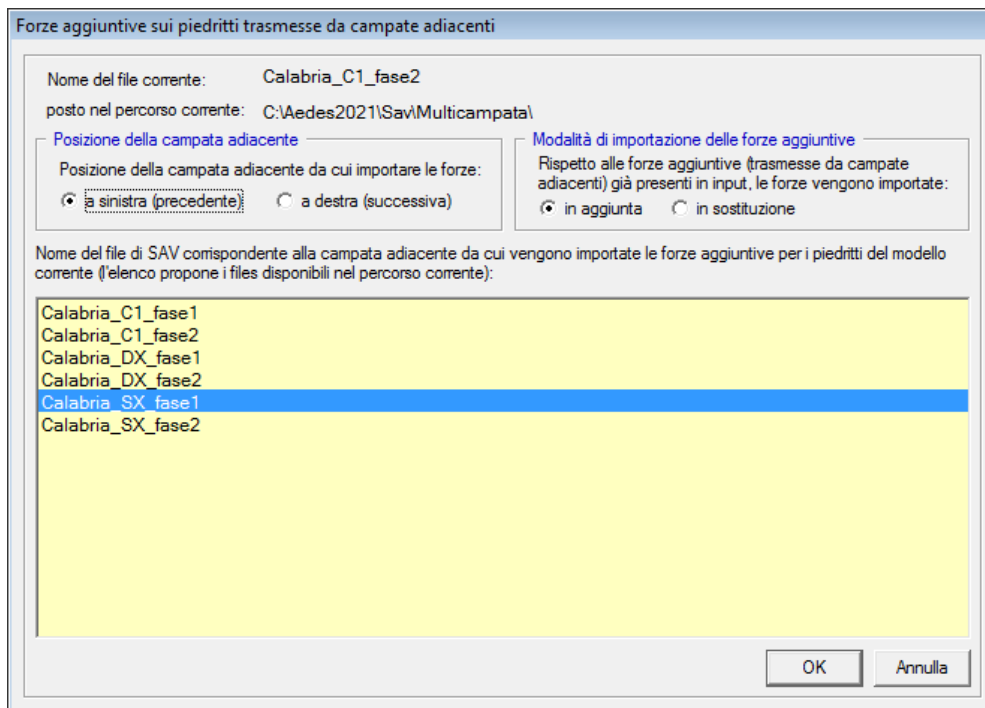 Forze aggiuntive sui piedritti trasmesse da campate adiacenti
Nome del file corrente: Calabria_C1_fase2
posto nel percorso corrente: C:\Aedes2021\Sav\Multicampata\
Posizione della campata adiacente
Posizione della campata adiacente da cui importare le forze:
a sinistra (precedente) a destra (successiva)
Modalità di importazione delle forze aggiuntive
Rispetto alle forze aggiuntive (trasmesse da campate
adiacenti) già presenti in input, le forze vengono importate:
in aggiunta in sostituzione
Nome del file di SAV corrispondente alla campata adiacente da cui vengono importate le forze aggiuntive per i piedritti del modello
corrente (l'elenco propone i files disponibili nel percorso corrente):
Calabria_C1_fase1
Calabria_C1_fase2
Calabria_DX_fase1
Calabria_DX_fase2
Calabria_SX_fase1
Calabria_SX_fase2
OK Annulla